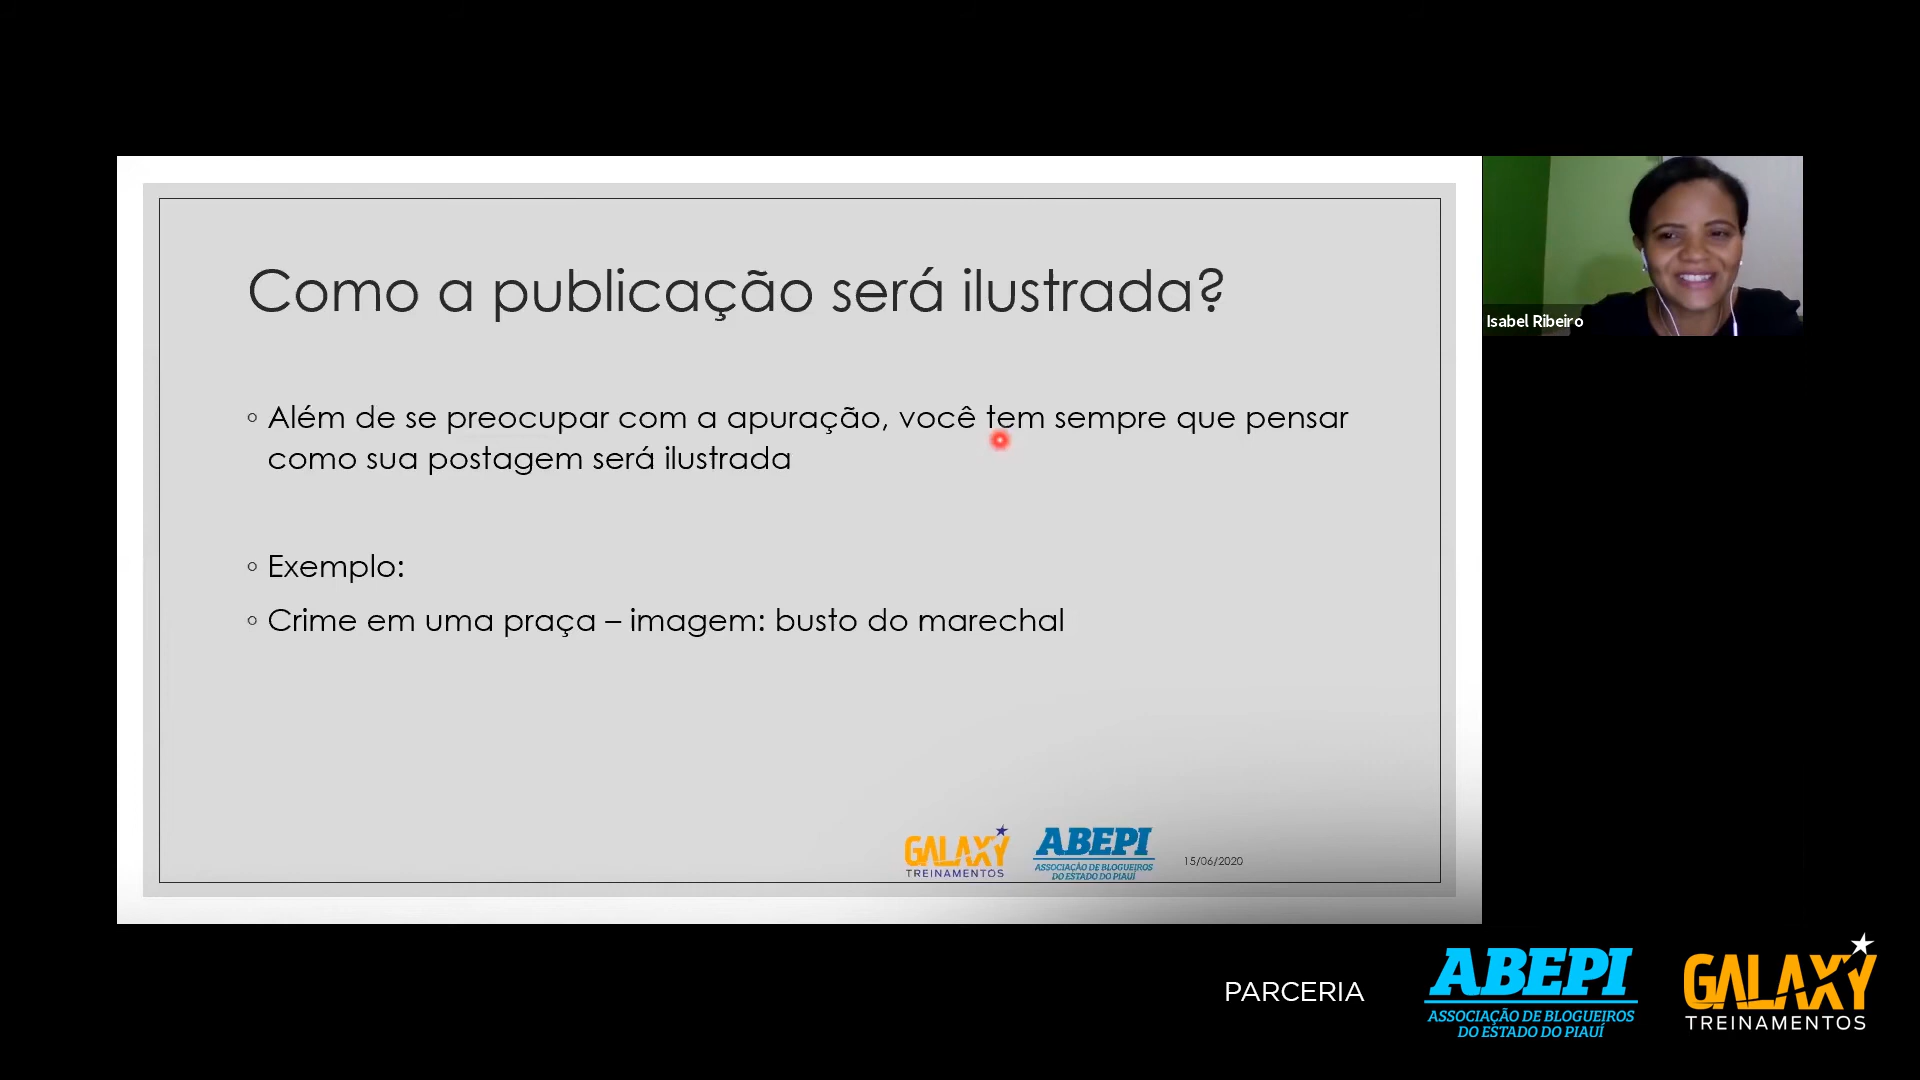 Como a publicação será ilustrada?
◦ Além de se preocupar com a apuração, você tem sempre que pensar
como sua postagem será ilustrada
◦ Exemplo:
◦ Crime em uma praça – imagem: busto do marechal
GALAXY
TREINAMENTOS
ABEPI
ASSOCIAÇÃO DE BLOGUEIROS
DO ESTADO DO PIAUÍ
15/06/2020
Isabel Ribeiro
PARCERIA
ABEPI
ASSOCIAÇÃO DE BLOGUEIROS
DO ESTADO DO PIAUÍ
GALAXY
TREINAMENTOS